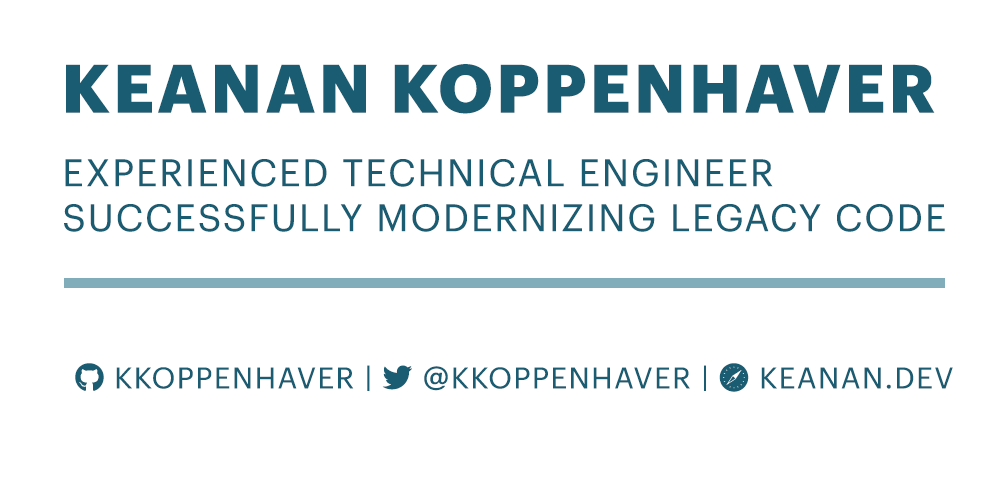 KEANAN KOPPENHAVER
EXPERIENCED TECHNICAL ENGINEER
SUCCESSFULLY MODERNIZING LEGACY CODE
KKOPPENHAVER | @KKOPPENHAVER | KEANAN.DEV